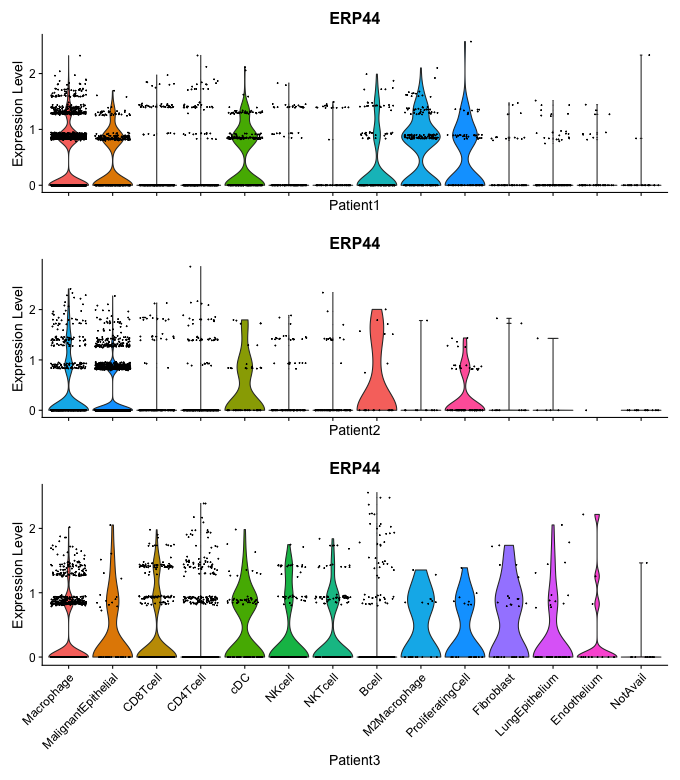 ERP44
Expression Level
2
1
0
Patient1
ERP44
Expression Level
2
1
0
Patient2
ERP44
Expression Level
2
1
0
Macrophage
MalignantEpithelial
CD8Tcell
CD4Tcell
cDC
NKcell
NKTcell
Bcell
M2Macrophage
ProliferatingCell
Fibroblast
LungEpithelium
Endothelium
NotAvail
Patient3